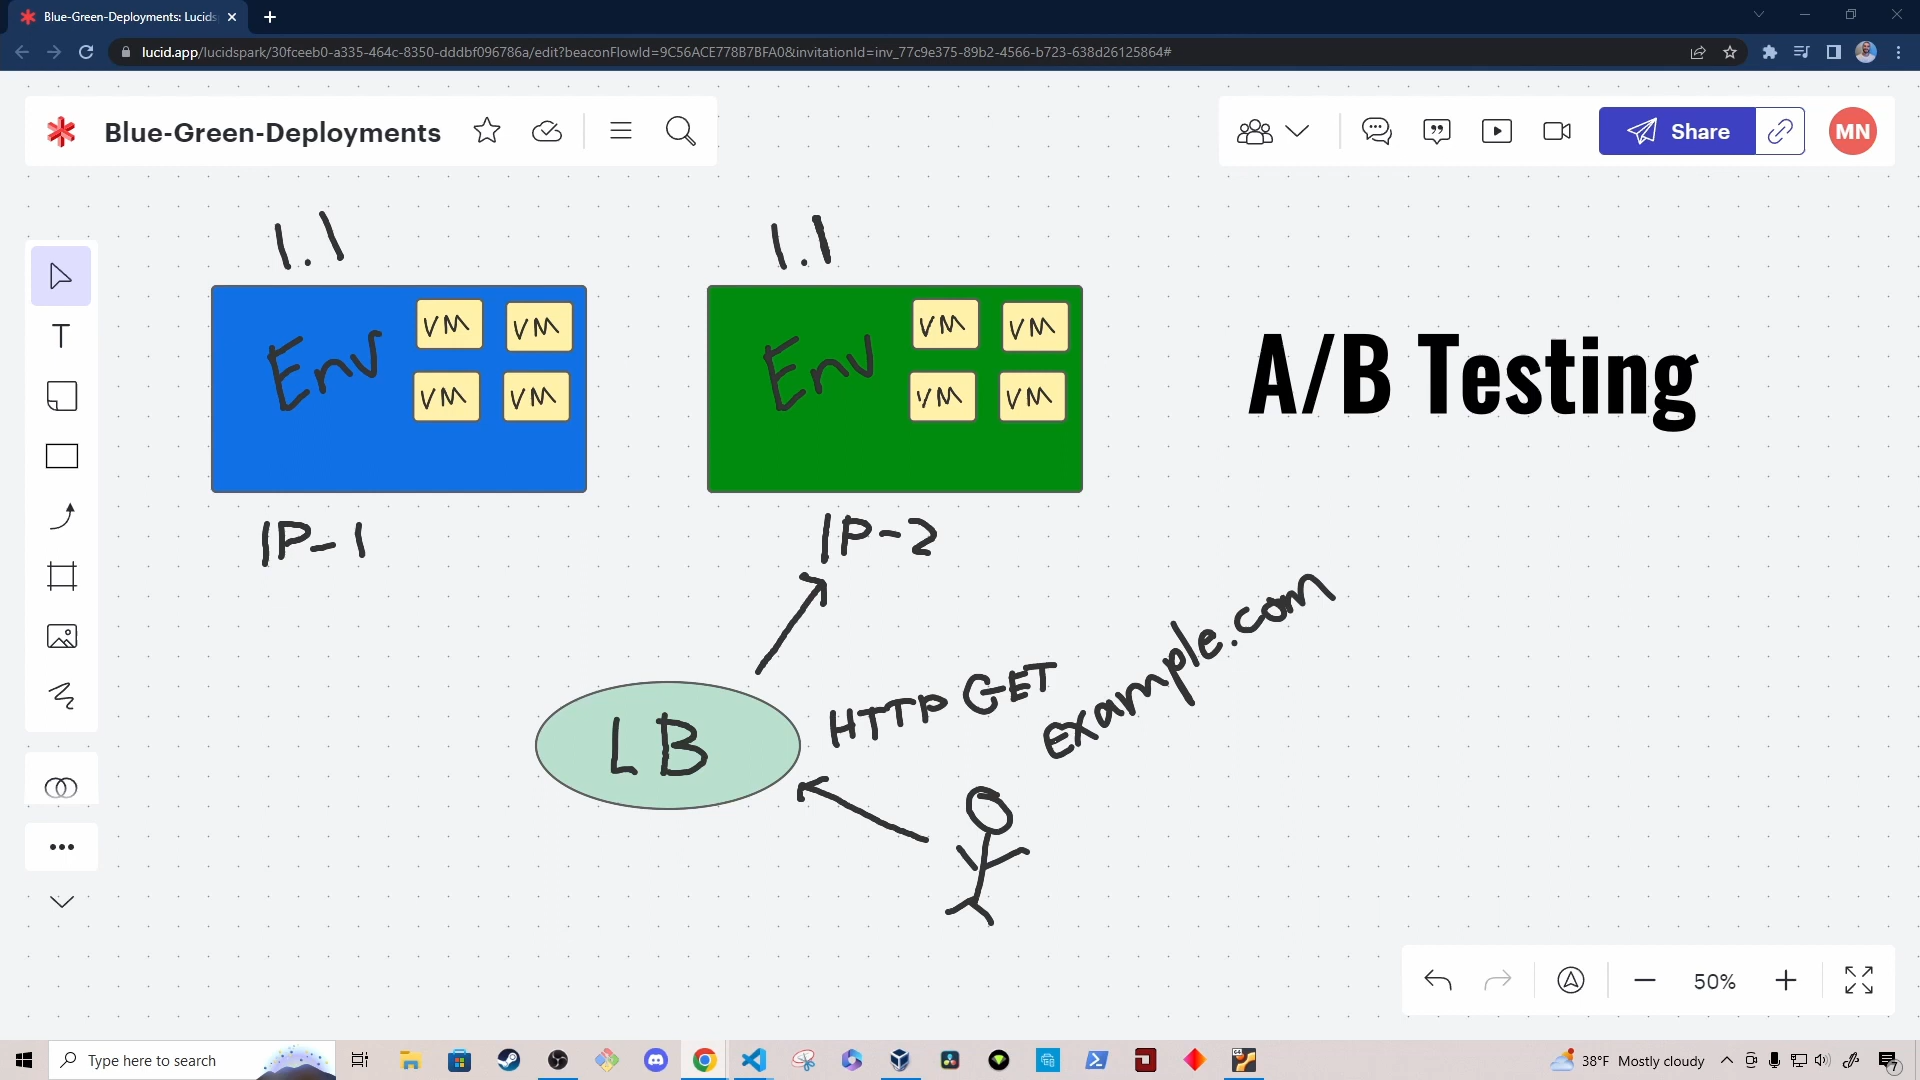 Blue-Green-Deployments: Lucids
lucid.app/lucidspark/30fceeb0-a335-464c-8350-dddbf096786a/edit?beaconFlowId=9C56ACE778B7BFA0&invitationId=inv_77c9e375-89b2-4566-b723-638d26125864#
Blue-Green-Deployments
Share
MN
1.1
1.1
Env
VM VM
VM VM
Env
VM VM
VM VM
A/B Testing
T
IP-1
IP-2
HTTP GET
example.com
LB
50%
Type here to search
38°F Mostly cloudy
7